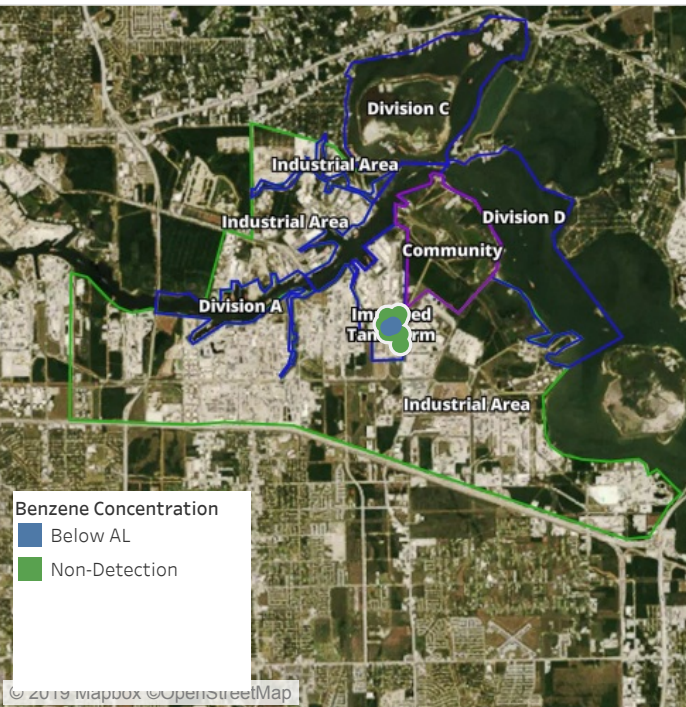 Division C
Industrial Area
Division D
Industrial Area
Community
Division A
Industrial Area
Benzene Concentration
Below AL
Non-Detection
© 2019 Mapbox ©OpenStreetMap